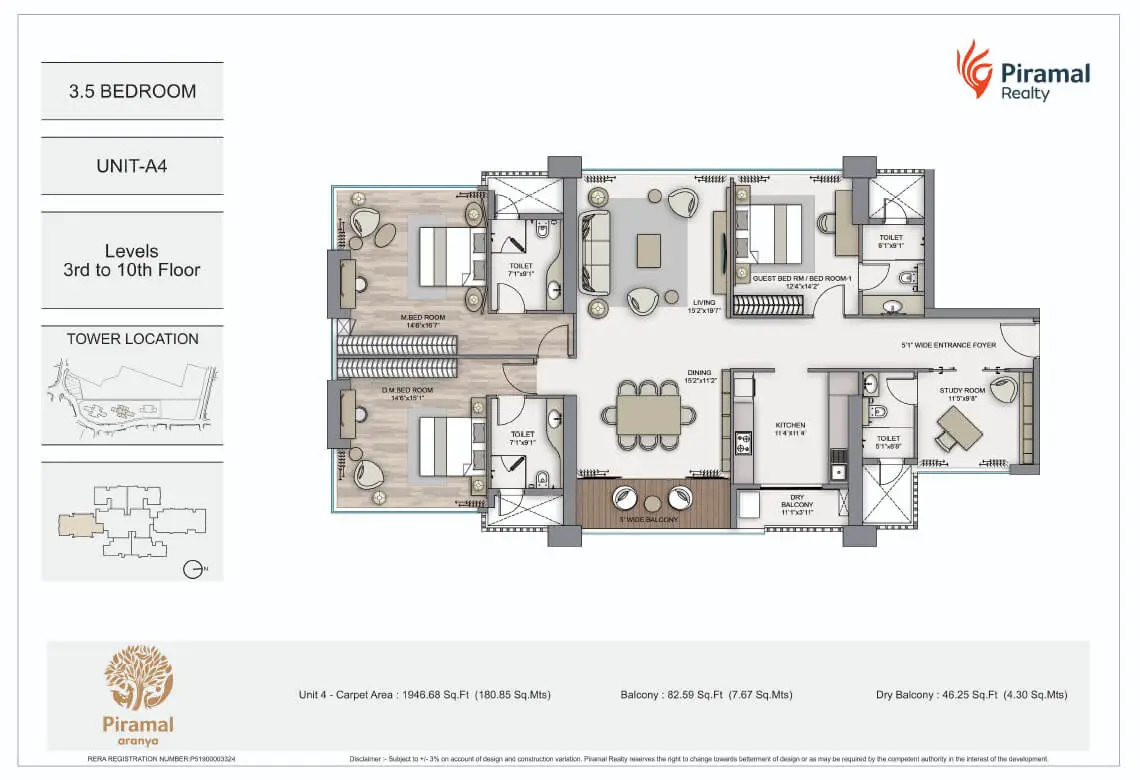 3.5 BEDROOM
UNIT-A4
Levels
3rd to 10th Floor
TOWER LOCATION
N
Piramal
Realty
M.BED ROOM
14'6"x16'7"
TOILET
7'1"x9'1"
D.M.BED ROOM
14'6"x15'1"
TOILET
7'1"x9'1"
LIVING
15'2"x19'7"
DINING
15'2"x11'2"
5' WIDE BALCONY
GUEST BED RM / BED ROOM-1
12'4"x14'2"
TOILET
6'1"x9'1"
5'1" WIDE ENTRANCE FOYER
KITCHEN
11'4"x11'4"
DRY
BALCONY
11'1"x3'11"
TOILET
5'1"x8'8"
STUDY ROOM
11'5"x9'8"
Piramal
aranya
Unit 4 - Carpet Area : 1946.68 Sq.Ft (180.85 Sq.Mts)
Balcony : 82.59 Sq.Ft (7.67 Sq.Mts)
Dry Balcony : 46.25 Sq.Ft (4.30 Sq.Mts)
RERA REGISTRATION NUMBER:P51900003324
Disclaimer :- Subject to +/- 3% on account of design and construction variation. Piramal Realty reserves the right to change towards betterment of design or as may be required by the competent authority in the interest of the development.